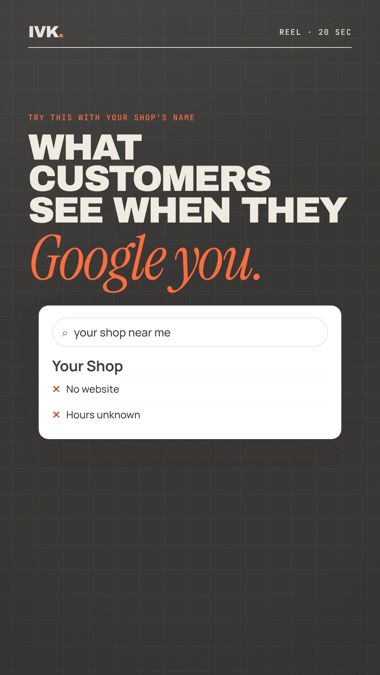 IVK.
REEL · 20 SEC
TRY THIS WITH YOUR SHOP'S NAME
WHAT
CUSTOMERS
SEE WHEN THEY
Google you.
your shop near me
Your Shop
✕ No website
✕ Hours unknown